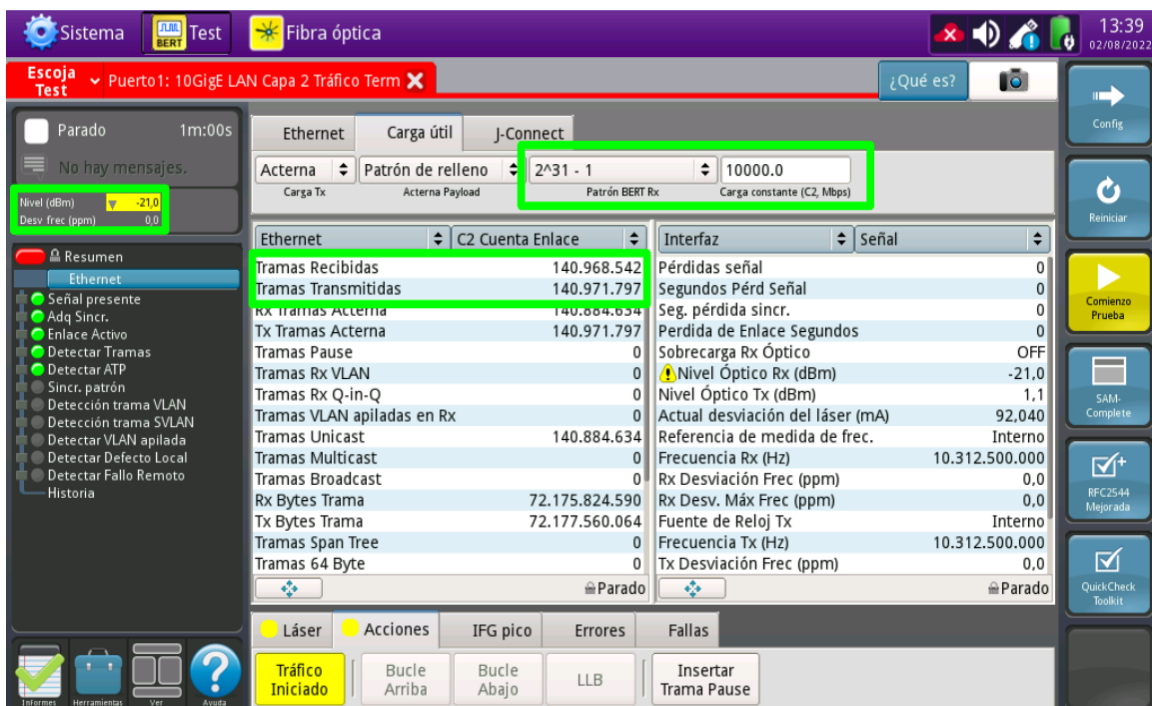 Sistema
BERT
Test
Fibra óptica
13:39
02/08/2022
Escoja Test
Puerto1: 10GigE LAN Capa 2 Tráfico Term
¿Qué es?
Parado 1m:00s
No hay mensajes.
Nivel (dBm) -21,0
Desv frec (ppm) 0,0
Resumen
Ethernet
Señal presente
Adq Sincr.
Enlace Activo
Detectar Tramas
Detectar ATP
Sincr. patrón
Detección trama VLAN
Detección trama SVLAN
Detectar VLAN apilada
Detectar Defecto Local
Detectar Fallo Remoto
Historia
Informes Herramientas Ver Ayuda
Ethernet Carga útil J-Connect
Acterna Patrón de relleno 2^31 - 1 10000.0
Carga Tx Acterna Payload Patrón BERT Rx Carga constante (C2, Mbps)
Ethernet C2 Cuenta Enlace
Tramas Recibidas 140.968.542
Tramas Transmitidas 140.971.797
Rx Tramas Acterna 140.884.634
Tx Tramas Acterna 140.971.797
Tramas Pause 0
Tramas Rx VLAN 0
Tramas Rx Q-in-Q 0
Tramas VLAN apiladas en Rx 0
Tramas Unicast 140.884.634
Tramas Multicast 0
Tramas Broadcast 0
Rx Bytes Trama 72.175.824.590
Tx Bytes Trama 72.177.560.064
Tramas Span Tree 0
Tramas 64 Byte 0
Parado
Interfaz Señal
Pérdidas señal 0
Segundos Pérd Señal 0
Seg. pérdida sincr. 0
Perdida de Enlace Segundos 0
Sobrecarga Rx Óptico OFF
Nivel Óptico Rx (dBm) -21,0
Nivel Óptico Tx (dBm) 1,1
Actual desviación del láser (mA) 92,040
Referencia de medida de frec. Interno
Frecuencia Rx (Hz) 10.312.500.000
Rx Desviación Frec (ppm) 0,0
Rx Desv. Máx Frec (ppm) 0,0
Fuente de Reloj Tx Interno
Frecuencia Tx (Hz) 10.312.500.000
Tx Desviación Frec (ppm) 0,0
Parado
Láser Acciones IFG pico Errores Fallas
Tráfico Iniciado
Bucle Arriba
Bucle Abajo
LLB
Insertar Trama Pause
Config
Reiniciar
Comienzo
Prueba
SAM-
Complete
RFC2544
Mejorada
QuickCheck
Toolkit